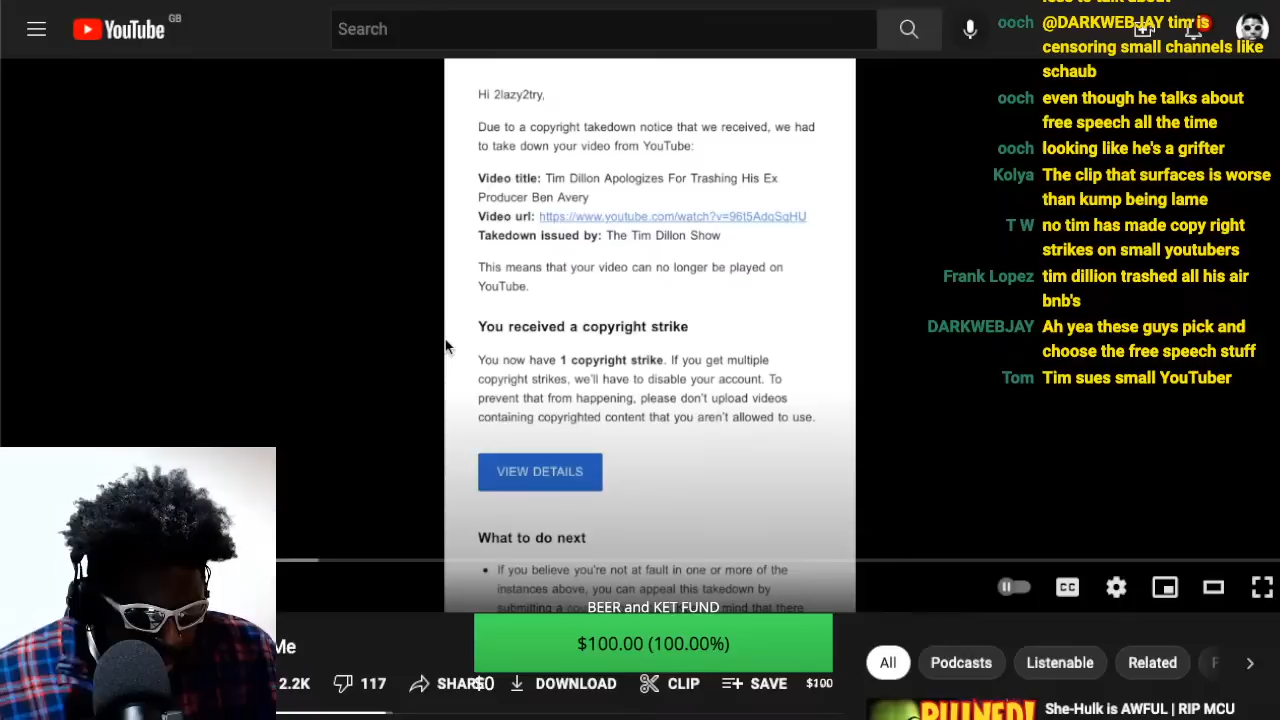 YouTube GB
Search
Hi 2lazy2try,
Due to a copyright takedown notice that we received, we had
to take down your video from YouTube:
Video title: Tim Dillon Apologizes For Trashing His Ex
Producer Ben Avery
Video url: https://www.youtube.com/watch?v=96t5AdqSgHU
Takedown issued by: The Tim Dillon Show
This means that your video can no longer be played on
YouTube.
You received a copyright strike
You now have 1 copyright strike. If you get multiple
copyright strikes, we'll have to disable your account. To
prevent that from happening, please don't upload videos
containing copyrighted content that you aren't allowed to use.
VIEW DETAILS
What to do next
• If you believe you're not at fault in one or more of the
instances above, you can appeal this takedown by
submitting a mind that there
BEER and KET FUND
$100.00 (100.00%)
$0
$100
Me
2.2K 117 SHAR DOWNLOAD CLIP SAVE
CC
ooch @DARKWEBJAY tim is
censoring small channels like
schaub
ooch even though he talks about
free speech all the time
ooch looking like he's a grifter
Kolya The clip that surfaces is worse
than kump being lame
T W no tim has made copy right
strikes on small youtubers
Frank Lopez tim dillion trashed all his air
bnb's
DARKWEBJAY Ah yea these guys pick and
choose the free speech stuff
Tom Tim sues small YouTuber
All Podcasts Listenable Related F
She-Hulk is AWFUL | RIP MCU